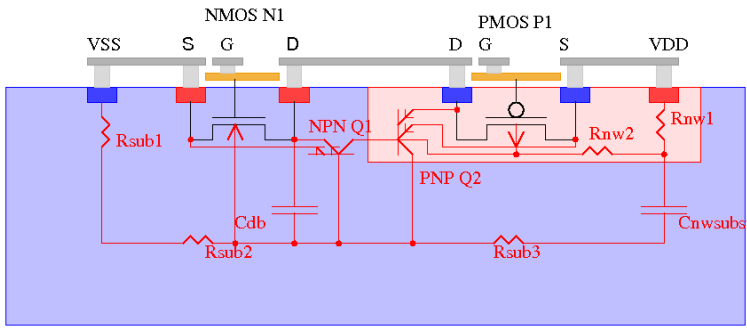 NMOS N1
PMOS P1
VSS S G D D G S VDD
Rsub1
NPN Q1
Rnw2
Rnw1
PNP Q2
Cdb
Cnwsubs
Rsub2
Rsub3